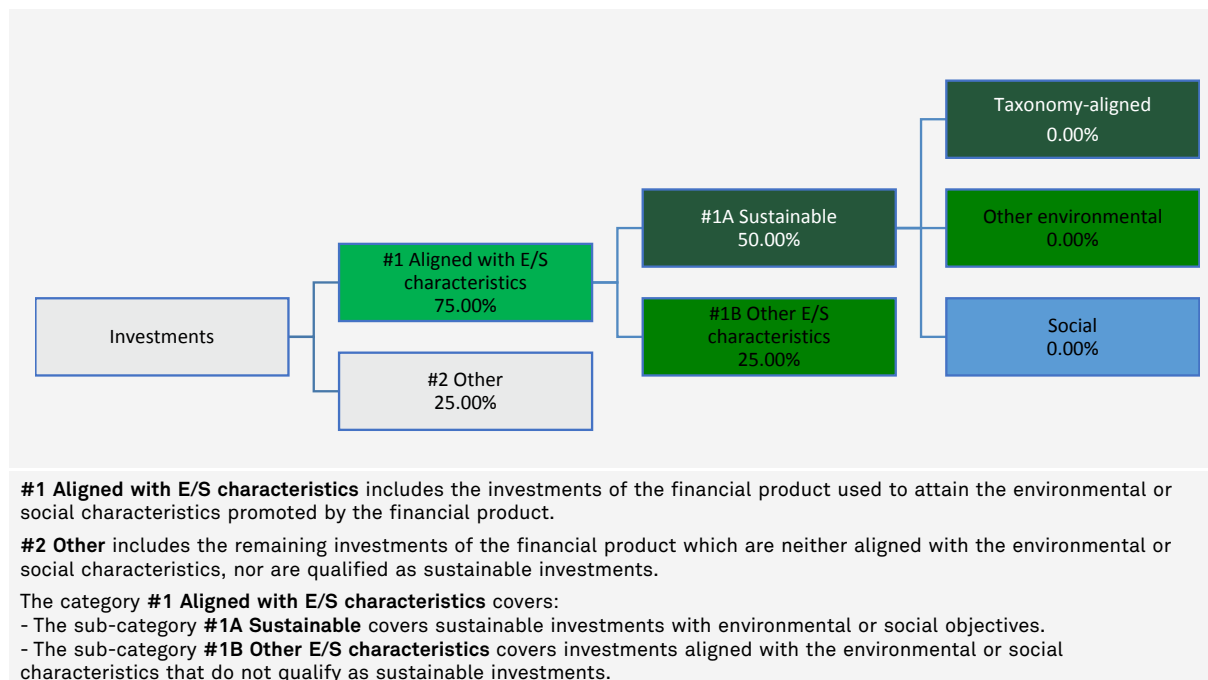 Taxonomy-aligned
0.00%
#1A Sustainable
50.00%
Other environmental
0.00%
#1 Aligned with E/S
characteristics
75.00%
#1B Other E/S
characteristics
25.00%
Investments
Social
0.00%
#2 Other
25.00%
#1 Aligned with E/S characteristics includes the investments of the financial product used to attain the environmental or
social characteristics promoted by the financial product.
#2 Other includes the remaining investments of the financial product which are neither aligned with the environmental or
social characteristics, nor are qualified as sustainable investments.
The category #1 Aligned with E/S characteristics covers:
- The sub-category #1A Sustainable covers sustainable investments with environmental or social objectives.
- The sub-category #1B Other E/S characteristics covers investments aligned with the environmental or social
characteristics that do not qualify as sustainable investments.